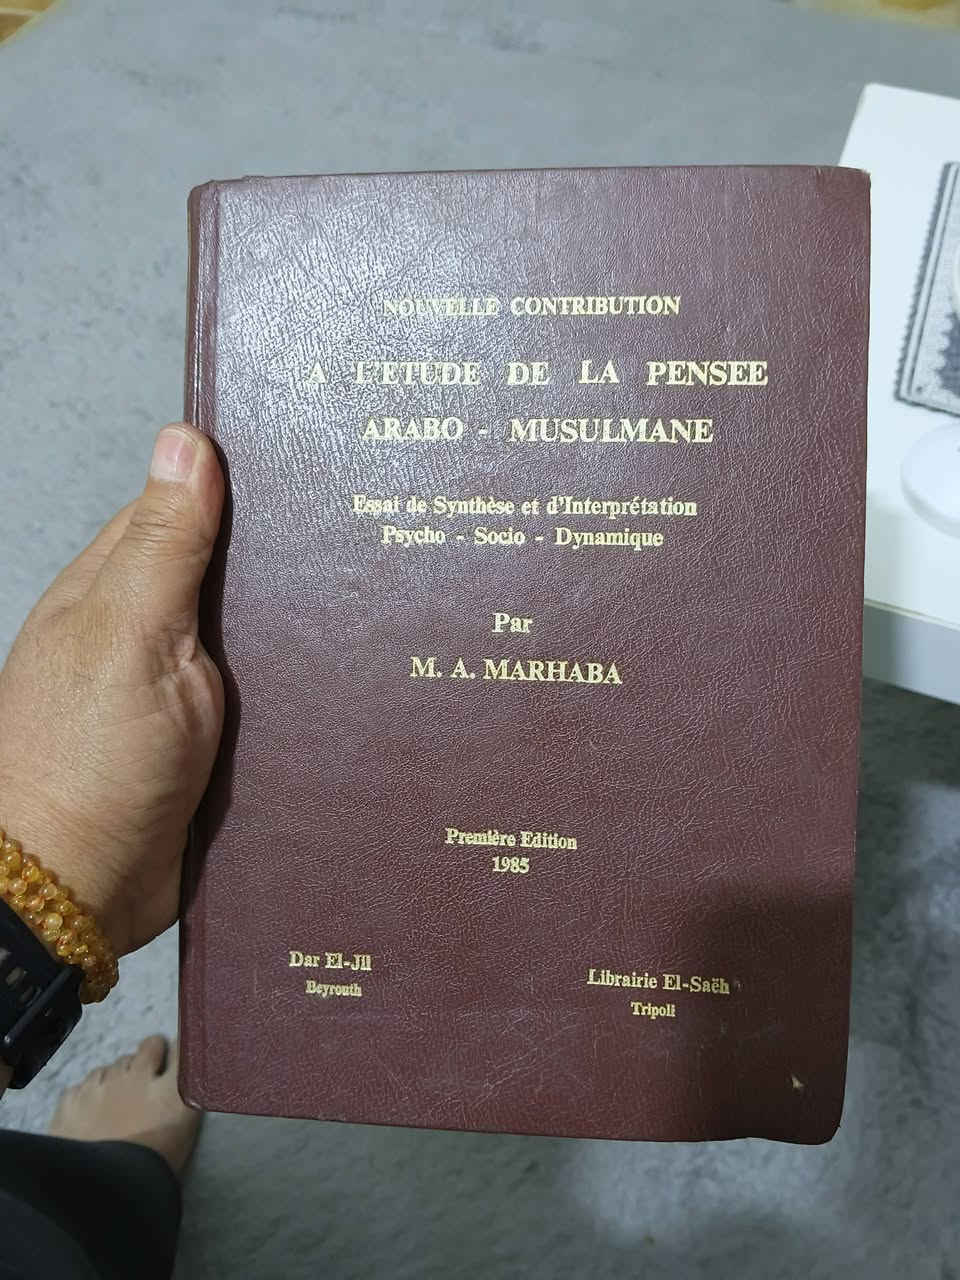 NOUVELLE CONTRIBUTION
A L'ETUDE DE LA PENSEE
ARABO - MUSULMANE
Essai de Synthèse et d'Interprétation
Psycho - Socio - Dynamique
Par
M. A. MARHABA
Première Edition
1985
Dar El-Jil
Beyrouth
Librairie El-Saëh
Tripoli